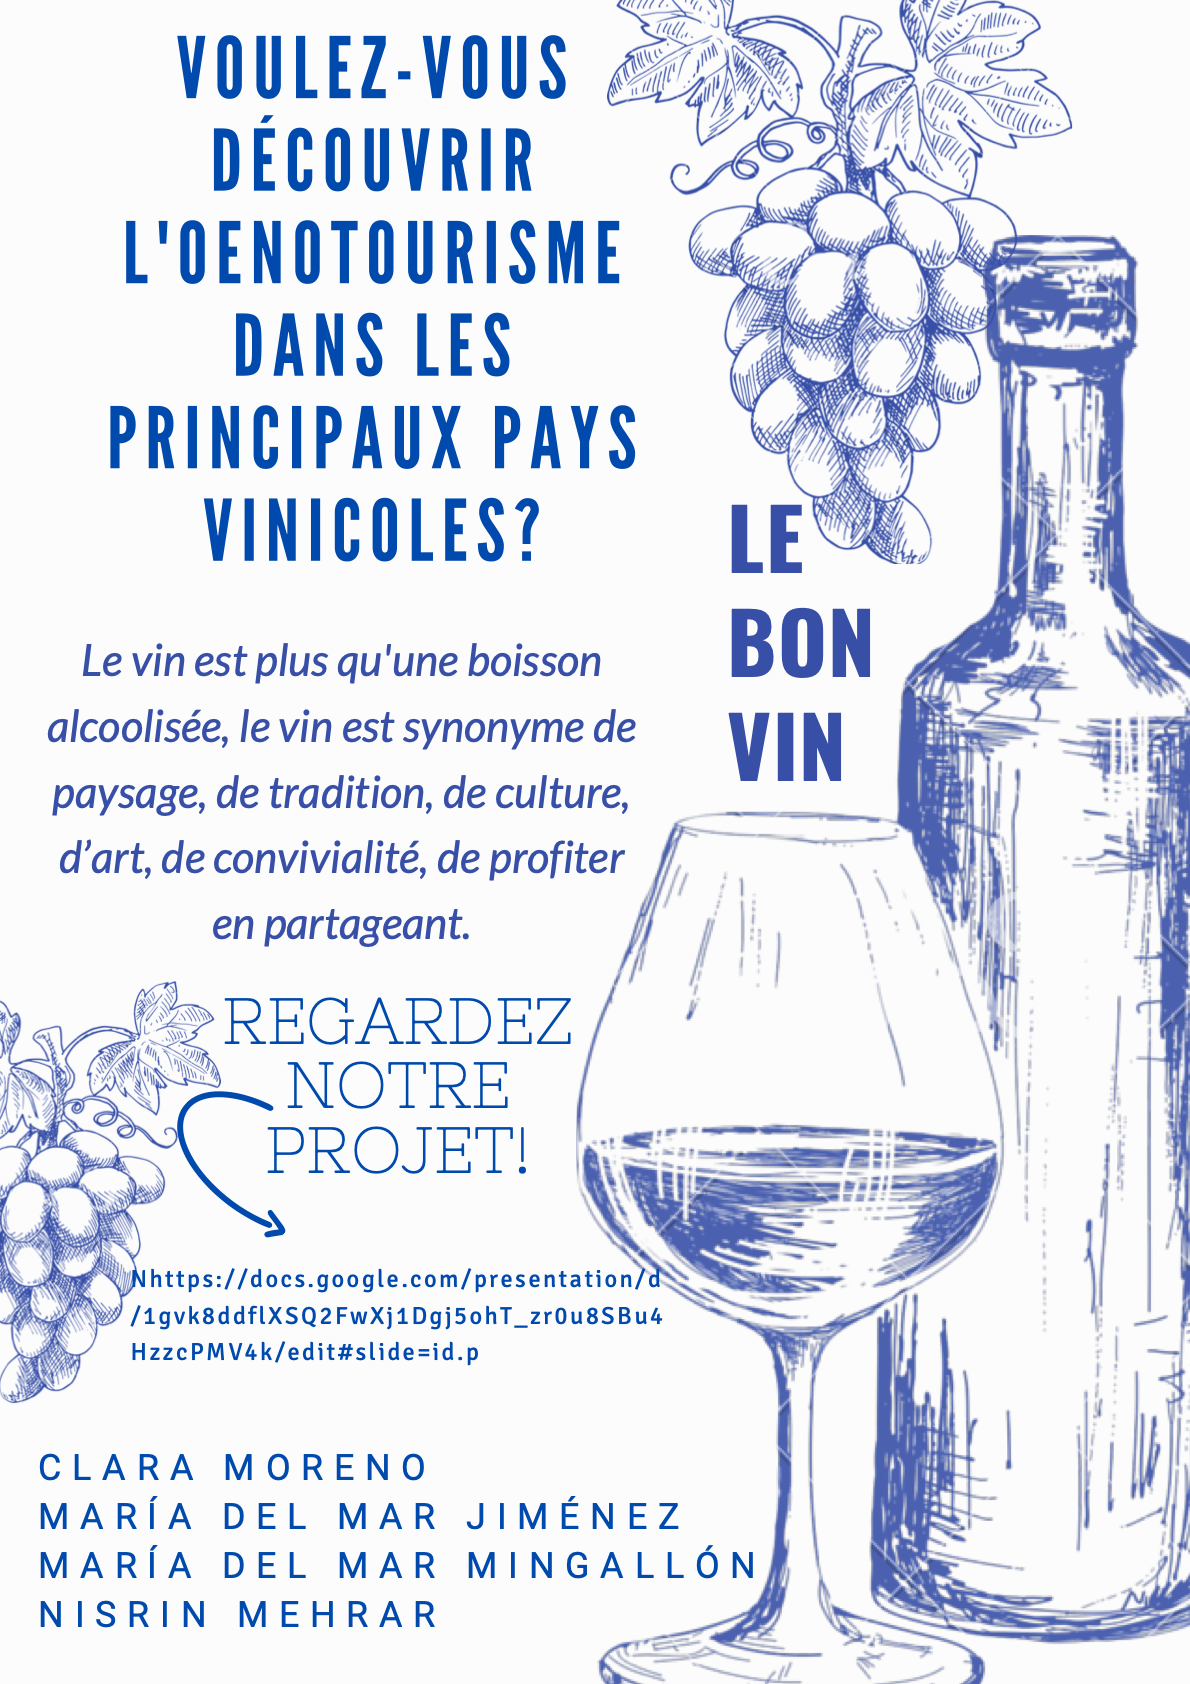 VOULEZ-VOUS
DÉCOUVRIR
L'OENOTOURISME
DANS LES
PRINCIPAUX PAYS
VINICOLES?
LE
BON
VIN
Le vin est plus qu'une boisson
alcoolisée, le vin est synonyme de
paysage, de tradition, de culture,
d’art, de convivialité, de profiter
en partageant.
REGARDEZ
NOTRE
PROJET!
Nhttps://docs.google.com/presentation/d
/1gvk8ddflXSQ2FwXj1Dgj5ohT_zr0u8SBu4
HzzcPMV4k/edit#slide=id.p
CLARA MORENO
MARÍA DEL MAR JIMÉNEZ
MARÍA DEL MAR MINGALLÓN
NISRIN MEHRAR